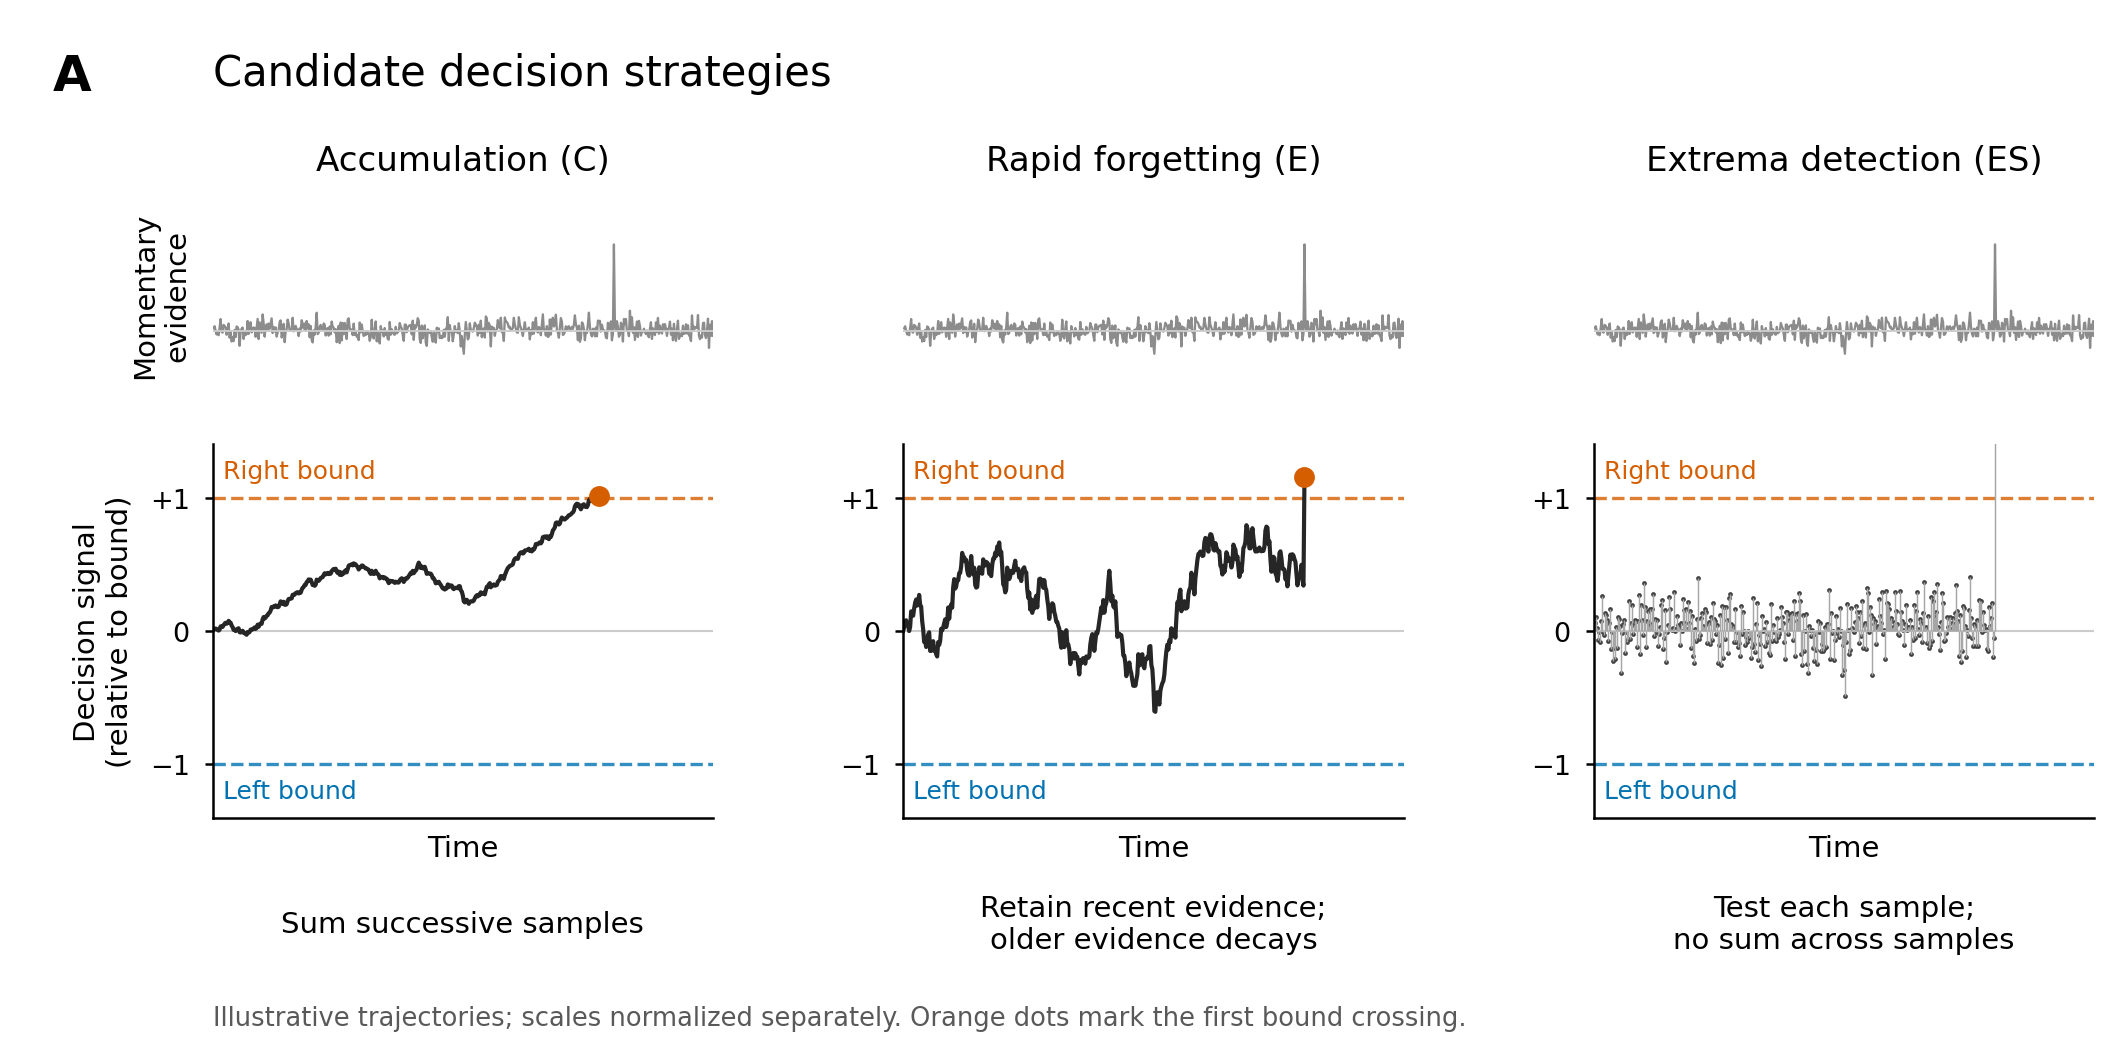 A
Candidate decision strategies
Accumulation (C)
Rapid forgetting (E)
Extrema detection (ES)
Momentary
evidence
Decision signal
(relative to bound)
Right bound
+1
0
−1
Left bound
Time
Right bound
+1
0
−1
Left bound
Time
Right bound
+1
0
−1
Left bound
Time
Sum successive samples
Retain recent evidence;
older evidence decays
Test each sample;
no sum across samples
Illustrative trajectories; scales normalized separately. Orange dots mark the first bound crossing.